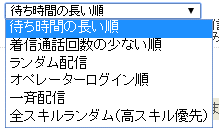 待ち時間の長い順
待ち時間の長い順
着信通話回数の少ない順
ランダム配信
オペレーターログイン順
一斉配信
全スキルランダム(高スキル優先)